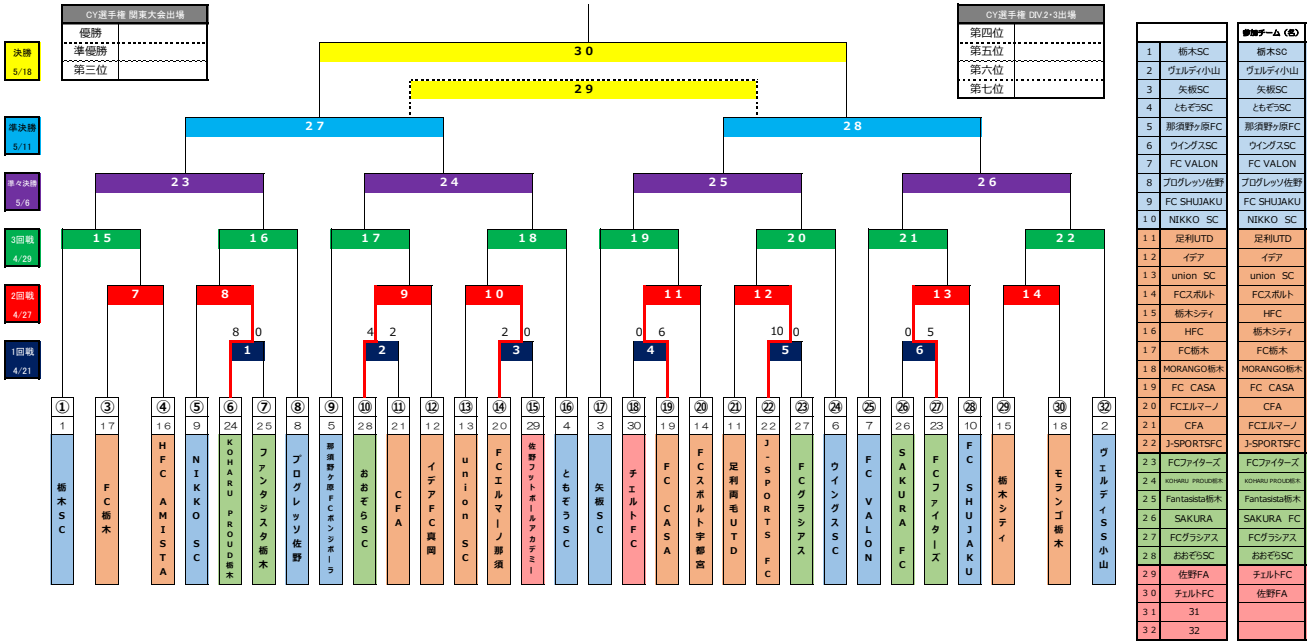 CY選手権 関東大会出場
優勝
準優勝
第三位
CY選手権 DIV.2・3出場
第四位
第五位
第六位
第七位
決勝
5/18
30
29
準決勝
5/11
27 28
準々決勝
5/6
23 24 25 26
3回戦
4/29
15 16 17 18 19 20 21 22
2回戦
4/27
7 8 9 10 11 12 13 14
8 0 4 2 2 0 0 6 10 0 0 5
1回戦
4/21
1 2 3 4 5 6
① ③ ④ ⑤ ⑥ ⑦ ⑧ ⑨ ⑩ ⑪ ⑫ ⑬ ⑭ ⑮ ⑯ ⑰ ⑱ ⑲ ⑳ ㉑ ㉒ ㉓ ㉔ ㉕ ㉖ ㉗ ㉘ ㉙ ㉚ ㉜
1 17 16 9 24 25 8 5 28 21 12 13 20 29 4 3 30 19 14 11 22 27 6 7 26 23 10 15 18 2
栃木SC
FC栃木
HFC AMISTA
NIKKO SC
KOHARU PROUD栃木
ファンタジスタ栃木
プログレッソ佐野
那須野ヶ原FCボンジボーラ
おおぞらSC
CFA
イデアFC真岡
union SC
FCエルマーノ那須
佐野フットボールアカデミー
ともぞうSC
矢板SC
チェルトFC
FC CASA
FCスポルト宇都宮
足利両毛UTD
J-SPORTS FC
FCグラシアス
ウイングスSC
FC VALON
SAKURA FC
FCファイターズ
FC SHUJAKU
栃木シティ
モランゴ栃木
ヴェルディSS小山
参加チーム（名）
1 栃木SC 栃木SC
2 ヴェルディ小山 ヴェルディ小山
3 矢板SC 矢板SC
4 ともぞうSC ともぞうSC
5 那須野ヶ原FC 那須野ヶ原FC
6 ウイングスSC ウイングスSC
7 FC VALON FC VALON
8 プログレッソ佐野 プログレッソ佐野
9 FC SHUJAKU FC SHUJAKU
10 NIKKO SC NIKKO SC
11 足利UTD 足利UTD
12 イデア イデア
13 union SC union SC
14 FCスポルト FCスポルト
15 栃木シティ HFC
16 HFC 栃木シティ
17 FC栃木 FC栃木
18 MORANGO栃木 MORANGO栃木
19 FC CASA FC CASA
20 FCエルマーノ CFA
21 CFA FCエルマーノ
22 J-SPORTSFC J-SPORTSFC
23 FCファイターズ FCファイターズ
24 KOHARU PROUD栃木 KOHARU PROUD栃木
25 Fantasista栃木 Fantasista栃木
26 SAKURA SAKURA FC
27 FCグラシアス FCグラシアス
28 おおぞらSC おおぞらSC
29 佐野FA チェルトFC
30 チェルトFC 佐野FA
31 31
32 32